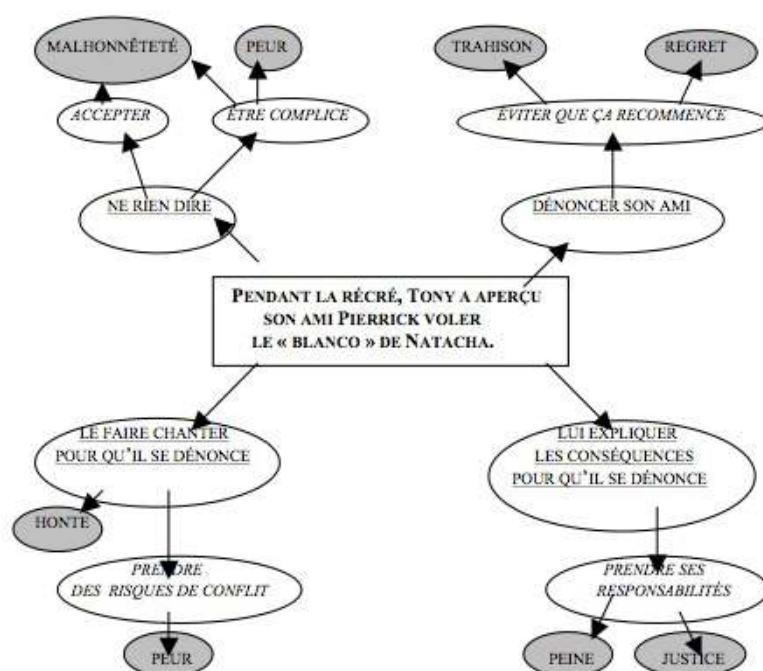 MALHONNÊTETÉ
PEUR
TRAHISON
REGRET
ACCEPTER
ÊTRE COMPLICE
ÉVITER QUE ÇA RECOMMENCE
NE RIEN DIRE
DÉNONCER SON AMI
PENDANT LA RÉCRÉ, TONY A APERÇU
SON AMI PIERRICK VOLER
LE « BLANCO » DE NATACHA.
LE FAIRE CHANTER
POUR QU'IL SE DÉNONCE
LUI EXPLIQUER
LES CONSÉQUENCES
POUR QU'IL SE DÉNONCE
HONTE
PRENDRE
DES RISQUES DE CONFLIT
PRENDRE SES
RESPONSABILITÉS
PEUR
PEINE
JUSTICE